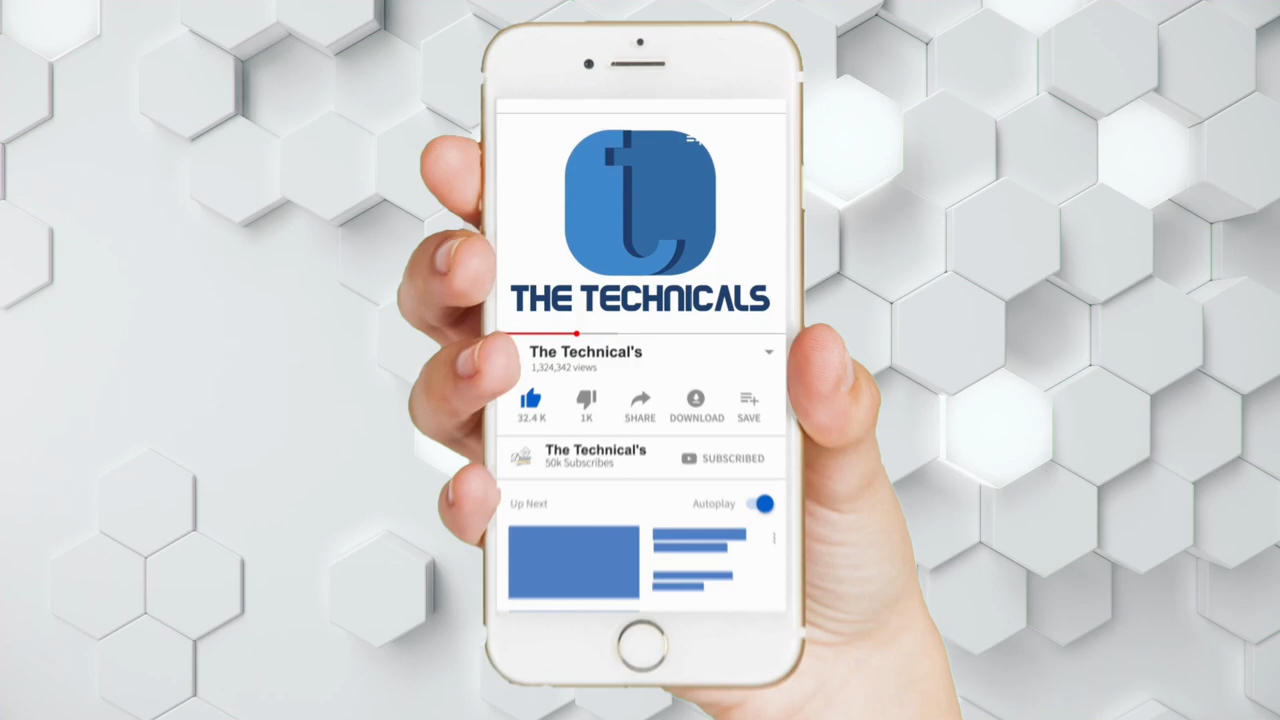 THE TECHNICALS
The Technical's
1,324,342 views
32.4 K
1K
SHARE
DOWNLOAD
SAVE
The Technical's
50k Subscribes
SUBSCRIBED
Up Next
Autoplay